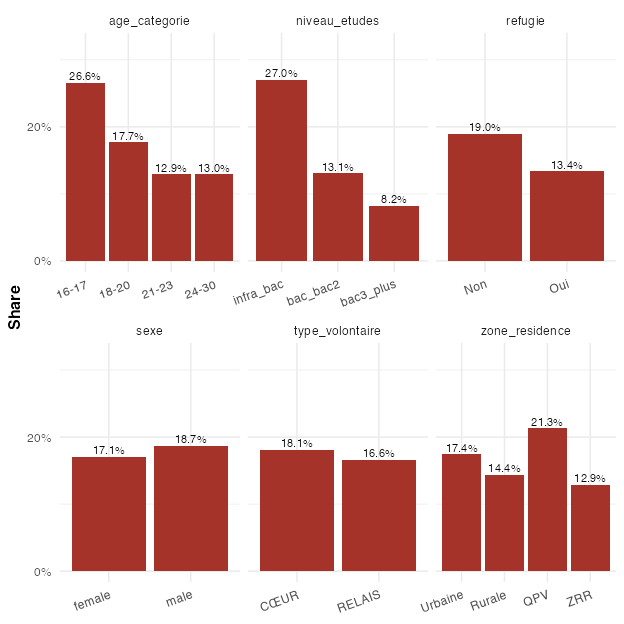 age_categorie
niveau_etudes
refugie
26.6%
17.7%
12.9%
13.0%
27.0%
13.1%
8.2%
19.0%
13.4%
20%
0%
16-17
18-20
21-23
24-30
infra_bac
bac_bac2
bac3_plus
Non
Oui
Share
sexe
type_volontaire
zone_residence
17.1%
18.7%
18.1%
16.6%
17.4%
14.4%
21.3%
12.9%
20%
0%
female
male
CŒUR
RELAIS
Urbaine
Rurale
QPV
ZRR